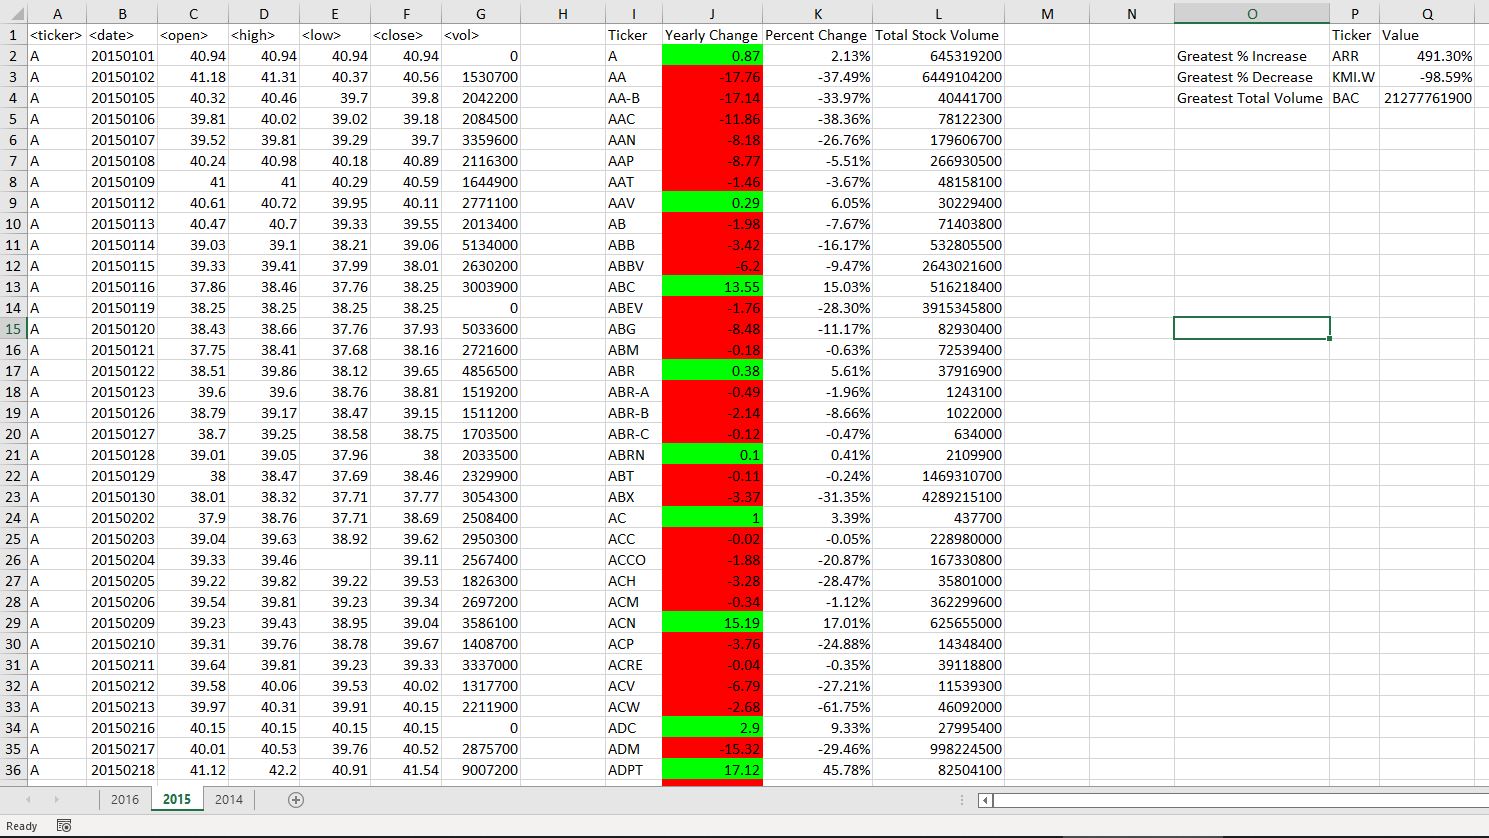 A B C D E F G H I J K L M N O P Q
1 <ticker> <date> <open> <high> <low> <close> <vol> Ticker Yearly Change Percent Change Total Stock Volume Ticker Value
2 A 20150101 40.94 40.94 40.94 40.94 0 A 0.87 2.13% 645319200 Greatest % Increase ARR 491.30%
3 A 20150102 41.18 41.31 40.37 40.56 1530700 AA -17.76 -37.49% 6449104200 Greatest % Decrease KMI.W -98.59%
4 A 20150105 40.32 40.46 39.7 39.8 2042200 AA-B -17.14 -33.97% 40441700 Greatest Total Volume BAC 21277761900
5 A 20150106 39.81 40.02 39.02 39.18 2084500 AAC -11.86 -38.36% 78122300
6 A 20150107 39.52 39.81 39.29 39.7 3359600 AAN -8.18 -26.76% 179606700
7 A 20150108 40.24 40.98 40.18 40.89 2116300 AAP -8.77 -5.51% 266930500
8 A 20150109 41 41 40.29 40.59 1644900 AAT -1.46 -3.67% 48158100
9 A 20150112 40.61 40.72 39.95 40.11 2771100 AAV 0.29 6.05% 30229400
10 A 20150113 40.47 40.7 39.33 39.55 2013400 AB -1.98 -7.67% 71403800
11 A 20150114 39.03 39.1 38.21 39.06 5134000 ABB -3.42 -16.17% 532805500
12 A 20150115 39.33 39.41 37.99 38.01 2630200 ABBV -6.2 -9.47% 2643021600
13 A 20150116 37.86 38.46 37.76 38.25 3003900 ABC 13.55 15.03% 516218400
14 A 20150119 38.25 38.25 38.25 38.25 0 ABEV -1.76 -28.30% 3915345800
15 A 20150120 38.43 38.66 37.76 37.93 5033600 ABG -8.48 -11.17% 82930400
16 A 20150121 37.75 38.41 37.68 38.16 2721600 ABM -0.18 -0.63% 72539400
17 A 20150122 38.51 39.86 38.12 39.65 4856500 ABR 0.38 5.61% 37916900
18 A 20150123 39.6 39.6 38.76 38.81 1519200 ABR-A -0.49 -1.96% 1243100
19 A 20150126 38.79 39.17 38.47 39.15 1511200 ABR-B -2.14 -8.66% 1022000
20 A 20150127 38.7 39.25 38.58 38.75 1703500 ABR-C -0.12 -0.47% 634000
21 A 20150128 39.01 39.05 37.96 38 2033500 ABRN 0.1 0.41% 2109900
22 A 20150129 38 38.47 37.69 38.46 2329900 ABT -0.11 -0.24% 1469310700
23 A 20150130 38.01 38.32 37.71 37.77 3054300 ABX -3.37 -31.35% 4289215100
24 A 20150202 37.9 38.76 37.71 38.69 2508400 AC 1 3.39% 437700
25 A 20150203 39.04 39.63 38.92 39.62 2950300 ACC -0.02 -0.05% 228980000
26 A 20150204 39.33 39.46 39.11 2567400 ACCO -1.88 -20.87% 167330800
27 A 20150205 39.22 39.82 39.22 39.53 1826300 ACH -3.28 -28.47% 35801000
28 A 20150206 39.54 39.81 39.23 39.34 2697200 ACM -0.34 -1.12% 362299600
29 A 20150209 39.23 39.43 38.95 39.04 3586100 ACN 15.19 17.01% 625655000
30 A 20150210 39.31 39.76 38.78 39.67 1408700 ACP -3.76 -24.88% 14348400
31 A 20150211 39.64 39.81 39.23 39.33 3337000 ACRE -0.04 -0.35% 39118800
32 A 20150212 39.58 40.06 39.53 40.02 1317700 ACV -6.79 -27.21% 11539300
33 A 20150213 39.97 40.31 39.91 40.15 2211900 ACW -2.68 -61.75% 46092000
34 A 20150216 40.15 40.15 40.15 40.15 0 ADC 2.9 9.33% 27995400
35 A 20150217 40.01 40.53 39.76 40.52 2875700 ADM -15.32 -29.46% 998224500
36 A 20150218 41.12 42.2 40.91 41.54 9007200 ADPT 17.12 45.78% 82504100
2016 2015 2014
Ready